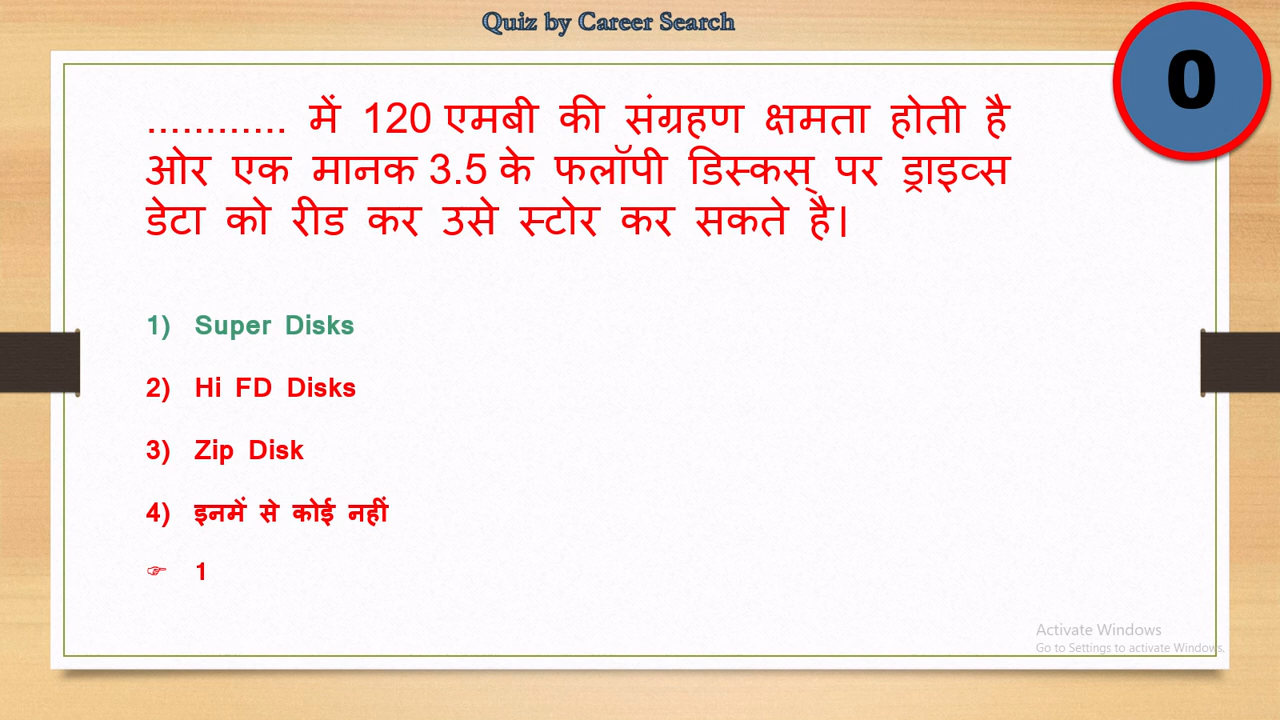 Quiz by Career Search
0
............ में 120 एमबी की संग्रहण क्षमता होती है
ओर एक मानक 3.5 के फलॉपी डिस्कस् पर ड्राइव्स
डेटा को रीड कर उसे स्टोर कर सकते है।
1) Super Disks
2) Hi FD Disks
3) Zip Disk
4) इनमें से कोई नहीं
☞ 1
Activate Windows
Go to Settings to activate Windows.